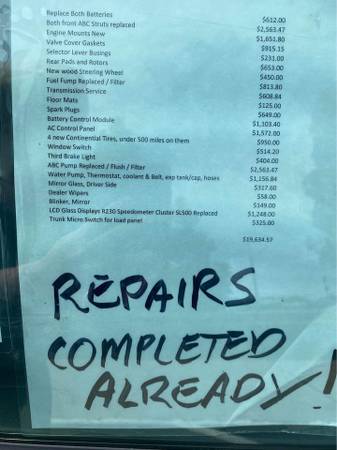 Replace Both Batteries $612.00
Both front ABC Struts replaced $2,563.47
Engine Mounts New $1,651.80
Valve Cover Gaskets $915.15
Selector Lever Busings $231.00
Rear Pads and Rotors $653.00
New wood Steering Wheel $450.00
Fuel Fump Replaced / Filter $813.80
Transmission Service $608.84
Floor Mats $125.00
Spark Plugs $649.00
Battery Control Module $1,303.40
AC Control Panel $1,572.00
4 new Continental Tires, under 500 miles on them $950.00
Window Switch $514.20
Third Brake Light $404.00
ABC Pump Replaced / Flush / Filter $2,563.47
Water Pump, Thermostat, coolant & Belt, exp tank/cap, hoses $1,156.84
Mirror Glass, Driver Side $317.60
Dealer Wipers $58.00
Blinker, Mirror $149.00
LCD Glass Displays R230 Speedometer Cluster SL500 Replaced $1,248.00
Trunk Micro Switch for load panel $325.00
$19,634.57
REPAIRS
COMPLETED
ALREADY!